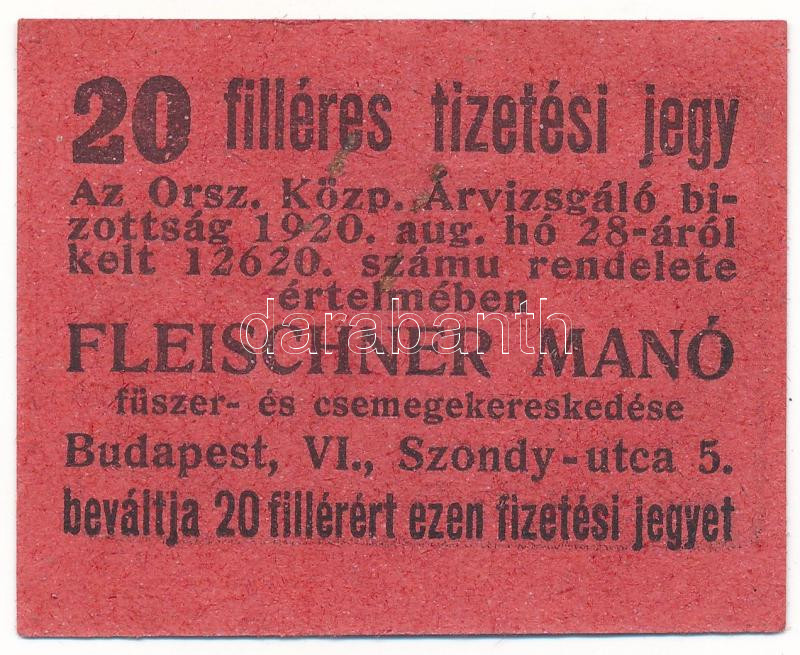 20 filléres fizetési jegy
Az Orsz. Közp. Árvizsgáló bi-
zottság 1920. aug. hó 28-áról
kelt 12620. számu rendelete
értelmében
FLEISCHNER MANÓ
füszer- és csemegekereskedése
Budapest, VI., Szondy-utca 5.
beváltja 20 fillérért ezen fizetési jegyet
darabanth